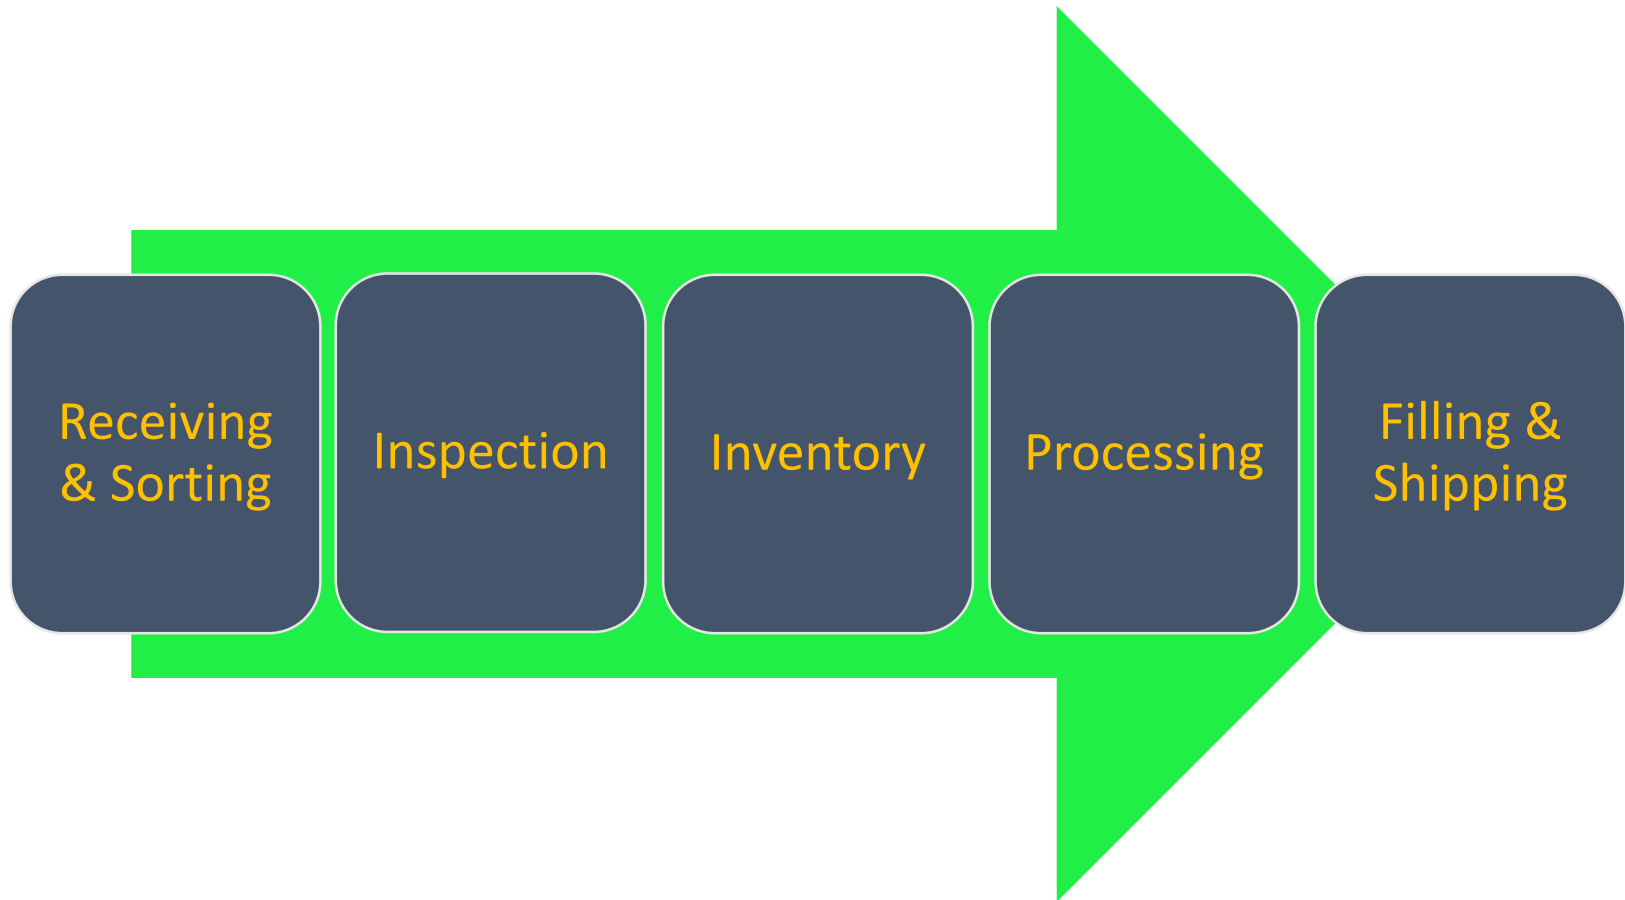 Receiving
& Sorting
Inspection
Inventory
Processing
Filling &
Shipping